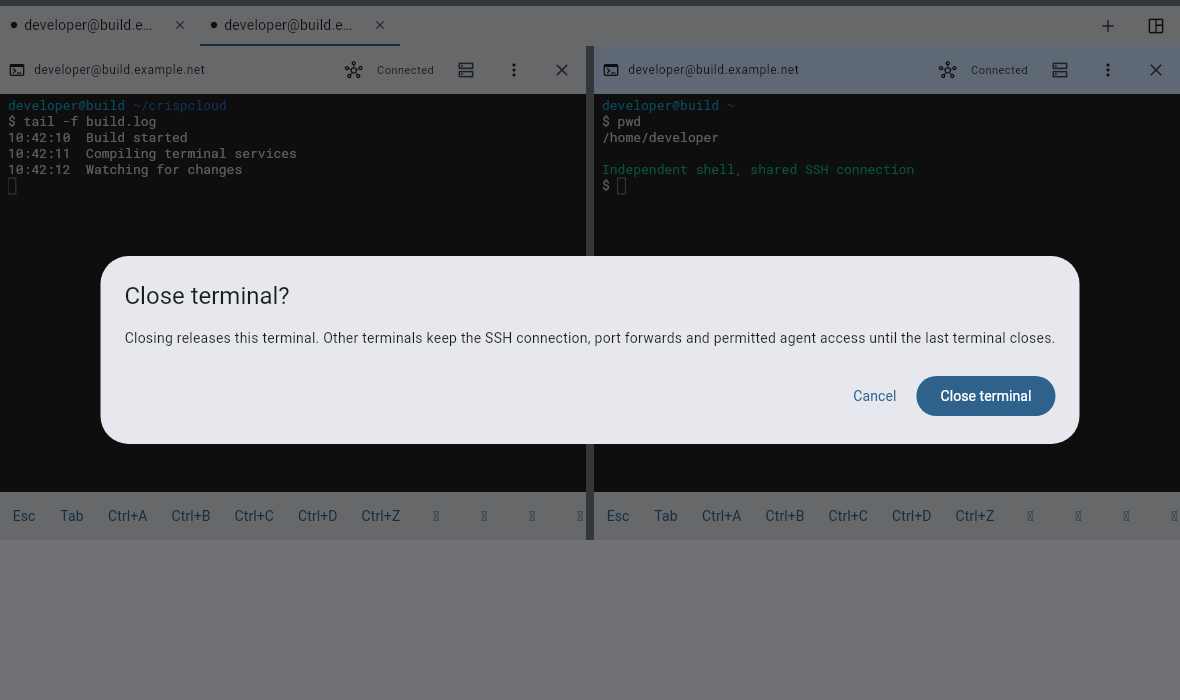 developer@build.e...
developer@build.e...
developer@build.example.net
Connected
developer@build.example.net
Connected
developer@build ~/crispcloud
$ tail -f build.log
10:42:10  Build started
10:42:11  Compiling terminal services
10:42:12  Watching for changes
developer@build ~
$ pwd
/home/developer
Independent shell, shared SSH connection
$
Close terminal?
Closing releases this terminal. Other terminals keep the SSH connection, port forwards and permitted agent access until the last terminal closes.
Cancel
Close terminal
Esc Tab Ctrl+A Ctrl+B Ctrl+C Ctrl+D Ctrl+Z
Esc Tab Ctrl+A Ctrl+B Ctrl+C Ctrl+D Ctrl+Z